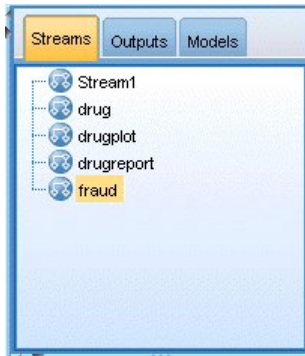 Streams Outputs Models
Stream1
drug
drugplot
drugreport
fraud